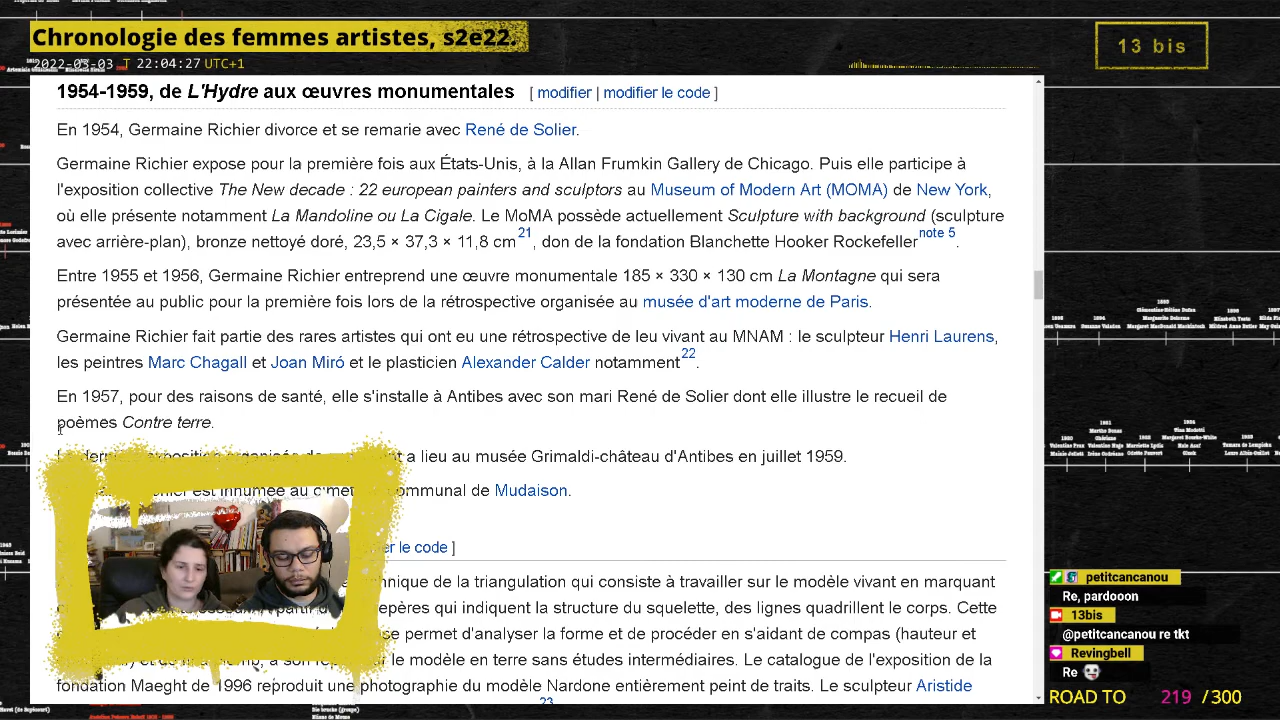 Chronologie des femmes artistes, s2e22.
2022-03-03 T 22:04:27 UTC+1
13 bis
1954-1959, de L'Hydre aux œuvres monumentales [ modifier | modifier le code ]
En 1954, Germaine Richier divorce et se remarie avec René de Solier.
Germaine Richier expose pour la première fois aux États-Unis, à la Allan Frumkin Gallery de Chicago. Puis elle participe à
l'exposition collective The New decade : 22 european painters and sculptors au Museum of Modern Art (MOMA) de New York,
où elle présente notamment La Mandoline ou La Cigale. Le MoMA possède actuellement Sculpture with background (sculpture
avec arrière-plan), bronze nettoyé doré, 23,5 × 37,3 × 11,8 cm21, don de la fondation Blanchette Hooker Rockefellernote 5.
Entre 1955 et 1956, Germaine Richier entreprend une œuvre monumentale 185 × 330 × 130 cm La Montagne qui sera
présentée au public pour la première fois lors de la rétrospective organisée au musée d'art moderne de Paris.
Germaine Richier fait partie des rares artistes qui ont eu une rétrospective de leu vivant au MNAM : le sculpteur Henri Laurens,
les peintres Marc Chagall et Joan Miró et le plasticien Alexander Calder notamment22.
En 1957, pour des raisons de santé, elle s'installe à Antibes avec son mari René de Solier dont elle illustre le recueil de
poèmes Contre terre.
a lieu au musée Grimaldi-château d'Antibes en juillet 1959.
est inhumée au communal de Mudaison.
le code ]
de la triangulation qui consiste à travailler sur le modèle vivant en marquant
repères qui indiquent la structure du squelette, des lignes quadrillent le corps. Cette
permet d'analyser la forme et de procéder en s'aidant de compas (hauteur et
le modèle en terre sans études intermédiaires. Le catalogue de l'exposition de la
fondation Maeght de 1996 reproduit une photographie du modèle Nardone entièrement peint de traits. Le sculpteur Aristide
23
petitcancanou
Re, pardooon
13bis
@petitcancanou re tkt
Revingbell
Re
ROAD TO 219 / 300